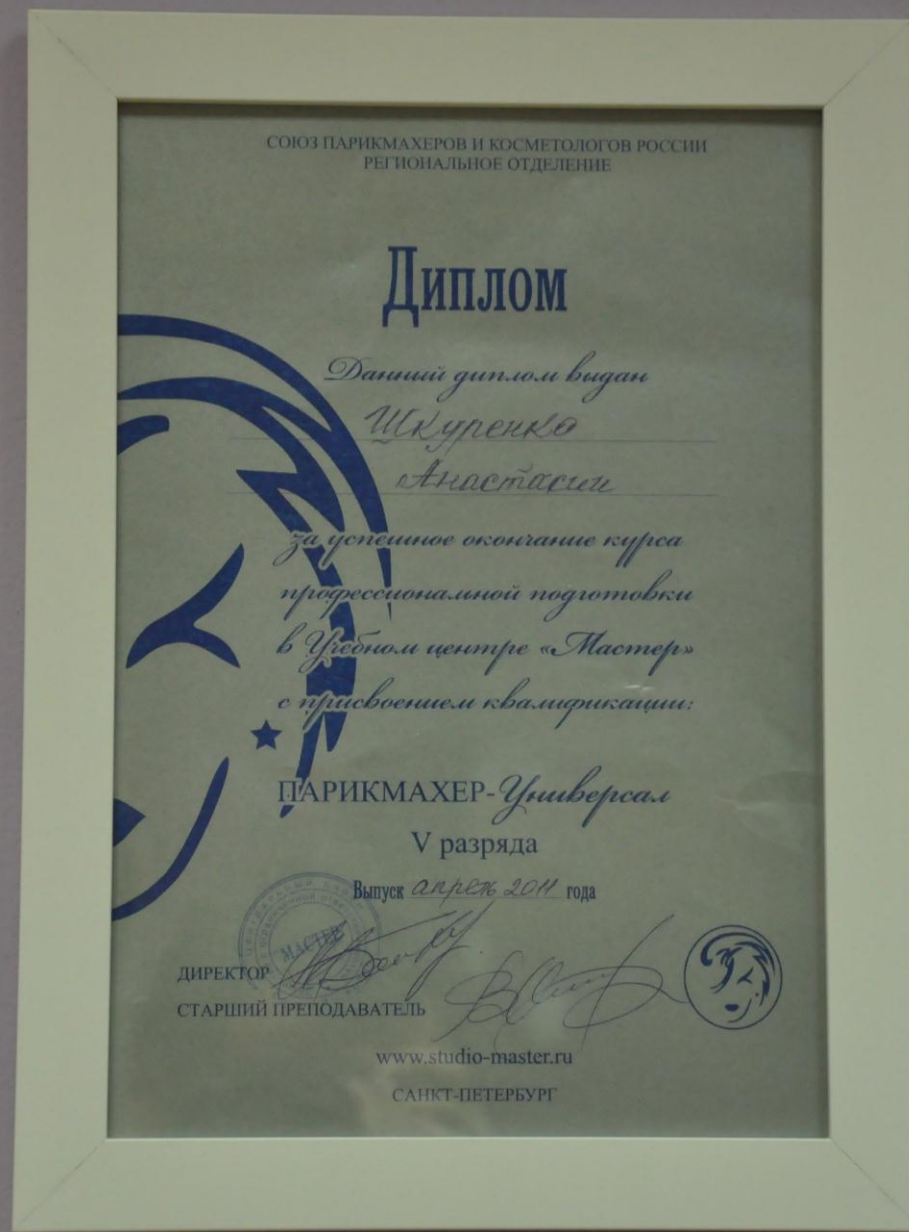 СОЮЗ ПАРИКМАХЕРОВ И КОСМЕТОЛОГОВ РОССИИ
РЕГИОНАЛЬНОЕ ОТДЕЛЕНИЕ
Диплом
Данный диплом выдан
Шкуренко
Анастасии
за успешное окончание курса
профессиональной подготовки
в Учебном центре «Мастер»
с присвоением квалификации:
ПАРИКМАХЕР-Универсал
V разряда
Выпуск апрель 2011 года
МАСТЕР
ДИРЕКТОР
СТАРШИЙ ПРЕПОДАВАТЕЛЬ
www.studio-master.ru
САНКТ-ПЕТЕРБУРГ